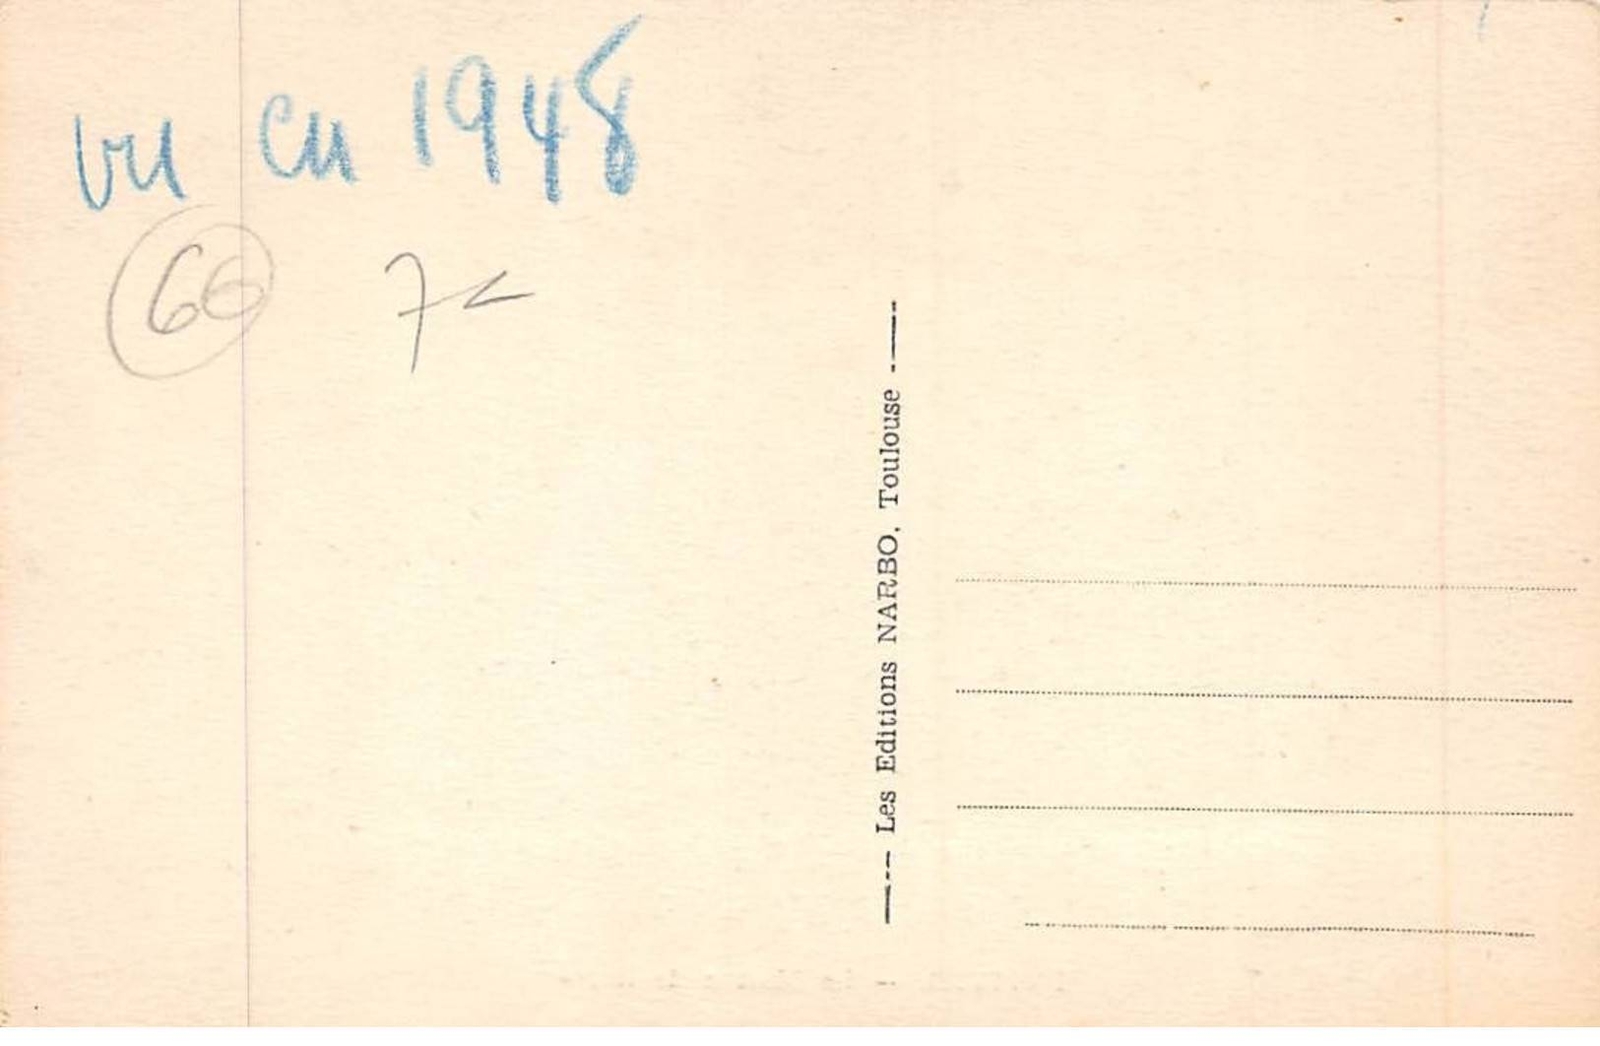 vu en 1948
66 7
Les Editions NARBO, Toulouse